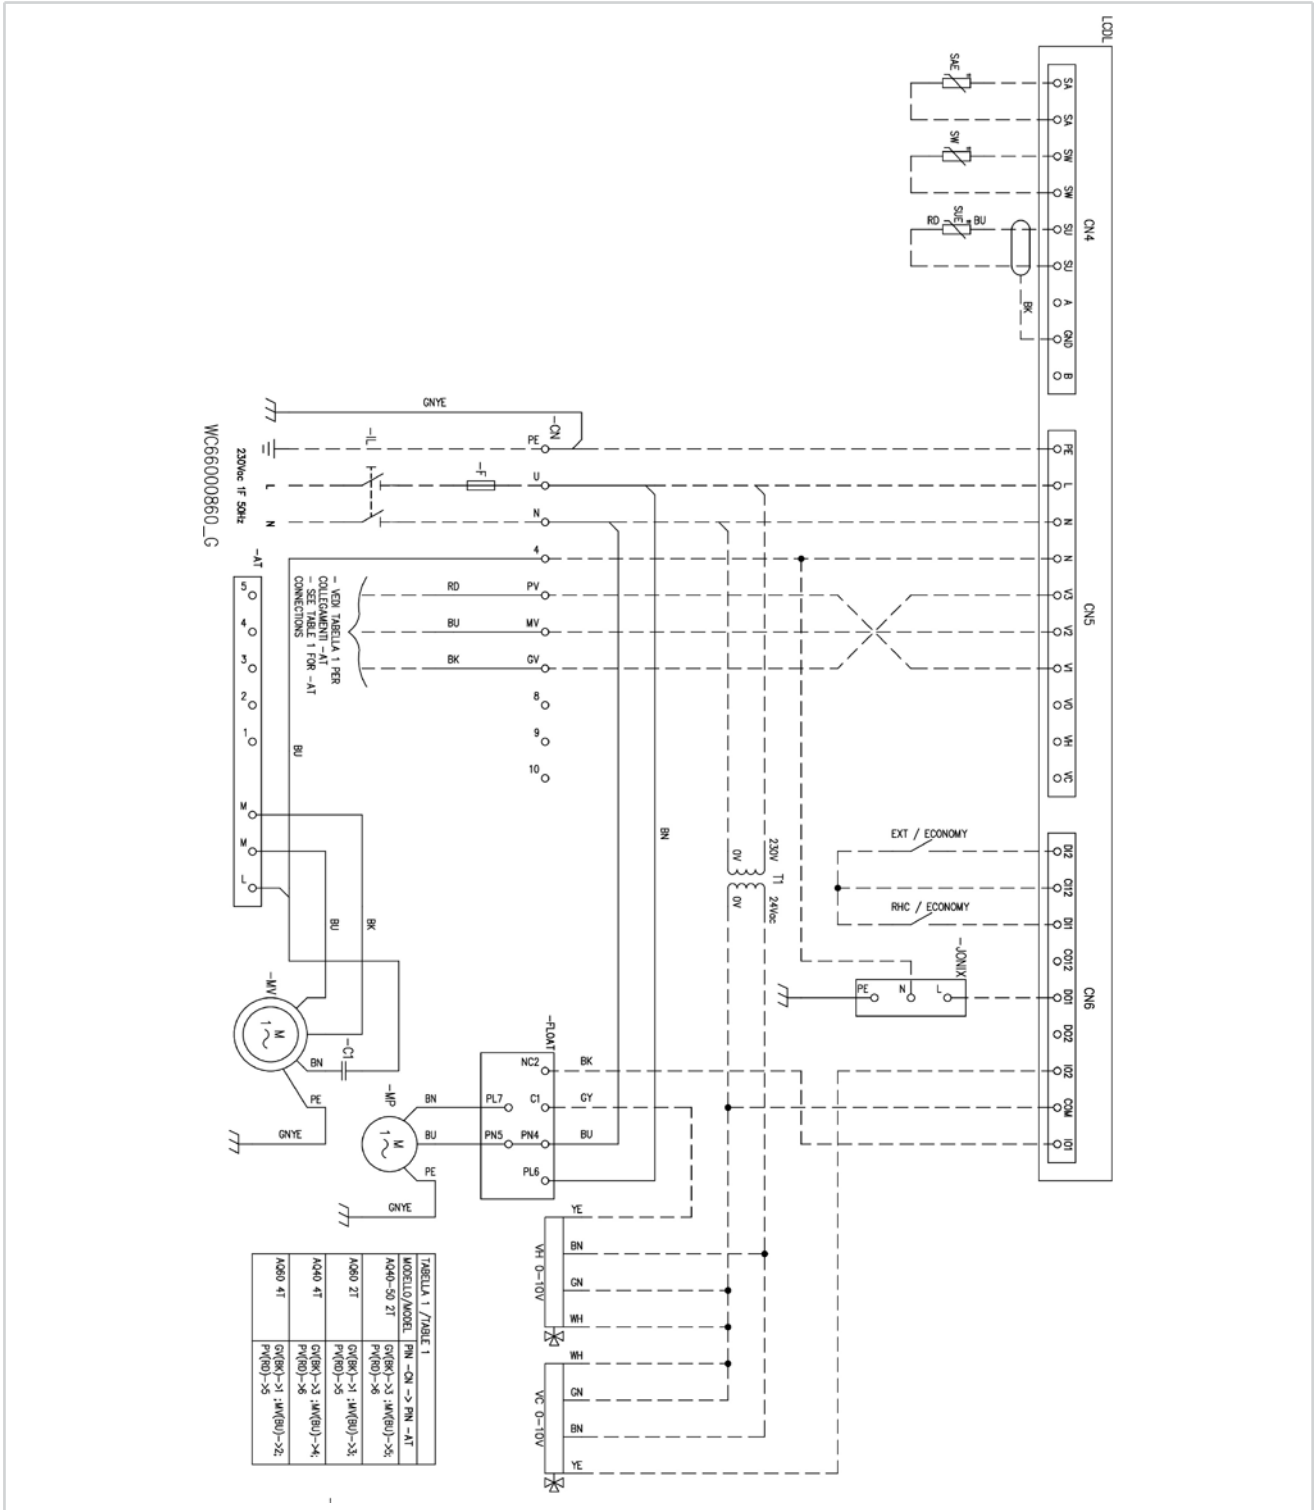 LCDL
SAE
SA
SA
SW
SW
SW
CN4
RD
SUE
BU
SU
SU
A
BK
GND
B
GNYE
-CN
-IL
PE
PE
-F
U
L
L
N
N
N
230Vac 1F 50Hz
WC66000860_G
4
N
-AT
- VEDI TABELLA 1 PER
COLLEGAMENTI -AT
- SEE TABLE 1 FOR -AT
CONNECTIONS
RD
PV
V3
BU
MV
V2
CN5
BK
GV
V1
8
V0
9
VH
10
VC
5
4
3
2
1
M
M
L
BU
BN
230V
0V
T1
24Vac
0V
EXT / ECONOMY
DI2
CI12
RHC / ECONOMY
DI1
CO12
-JONIX
PE
N
L
DO1
CN6
DO2
IO2
COM
IO1
BU
BK
-MV
M
1~
BN
-C1
PE
GNYE
-FLOAT
NC2
BK
-MP
BN
PL7
C1
GY
M
1~
BU
PN5
PN4
BU
PE
PL6
GNYE
YE
BN
VH 0-10V
GN
WH
WH
GN
VC 0-10V
BN
YE
TABELLA 1 /TABLE 1
MODELLO/MODEL
PIN -CN -> PIN -AT
AQ40-50 2T
GV(BK)->3 ;MV(BU)->5;
PV(RD)->6
AQ60 2T
GV(BK)->1 ;MV(BU)->3;
PV(RD)->5
AQ40 4T
GV(BK)->3 ;MV(BU)->4;
PV(RD)->6
AQ60 4T
GV(BK)->1 ;MV(BU)->2;
PV(RD)->5